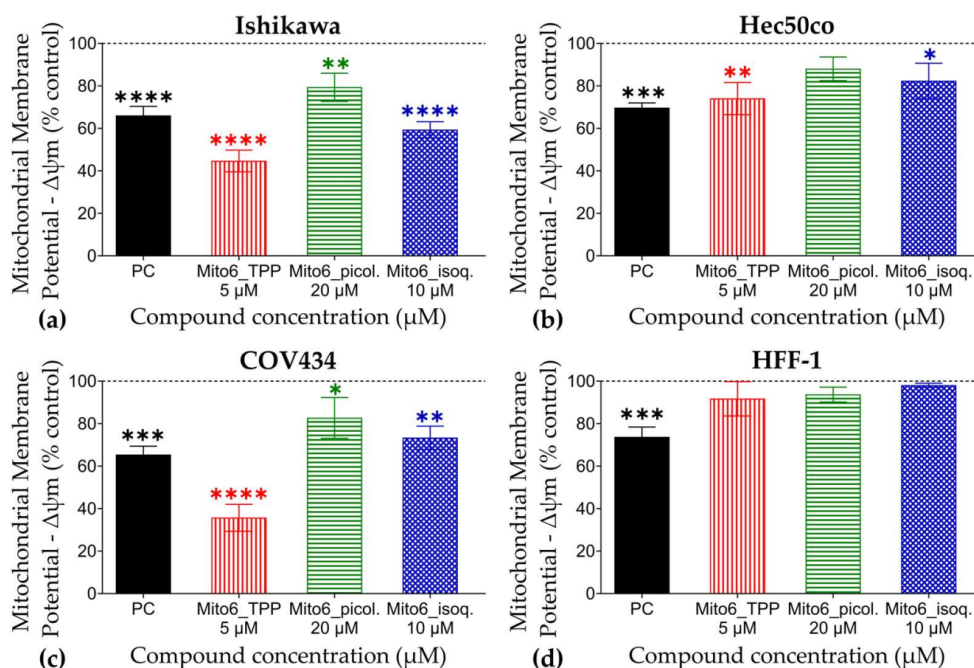 Ishikawa
Mitochondrial Membrane
Potential - Δψm (% control)
100
80
60
40
20
0
****
****
**
****
PC
Mito6_TPP
5 µM
Mito6_picol.
20 µM
Mito6_isoq.
10 µM
(a)
Compound concentration (µM)
Hec50co
Mitochondrial Membrane
Potential - Δψm (% control)
100
80
60
40
20
0
***
**
*
PC
Mito6_TPP
5 µM
Mito6_picol.
20 µM
Mito6_isoq.
10 µM
(b)
Compound concentration (µM)
COV434
Mitochondrial Membrane
Potential - Δψm (% control)
100
80
60
40
20
0
***
****
*
**
PC
Mito6_TPP
5 µM
Mito6_picol.
20 µM
Mito6_isoq.
10 µM
(c)
Compound concentration (µM)
HFF-1
Mitochondrial Membrane
Potential - Δψm (% control)
100
80
60
40
20
0
***
PC
Mito6_TPP
5 µM
Mito6_picol.
20 µM
Mito6_isoq.
10 µM
(d)
Compound concentration (µM)